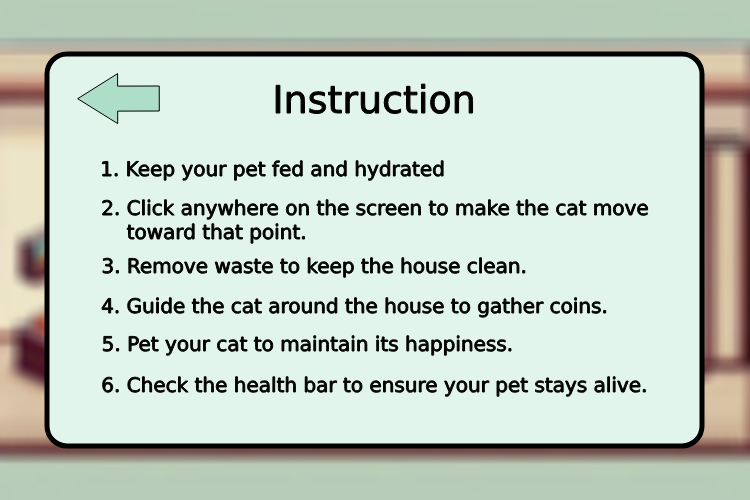 Instruction
1. Keep your pet fed and hydrated
2. Click anywhere on the screen to make the cat move
toward that point.
3. Remove waste to keep the house clean.
4. Guide the cat around the house to gather coins.
5. Pet your cat to maintain its happiness.
6. Check the health bar to ensure your pet stays alive.